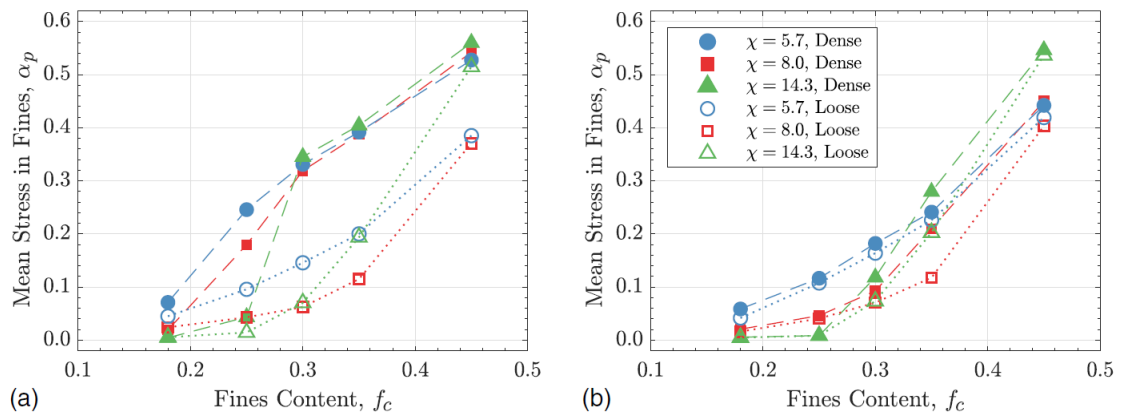 0.6
0.5
0.4
0.3
0.2
0.1
0.0
Mean Stress in Fines, αp
0.1 0.2 0.3 0.4 0.5
Fines Content, fc
(a)
0.6
0.5
0.4
0.3
0.2
0.1
0.0
Mean Stress in Fines, αp
χ = 5.7, Dense
χ = 8.0, Dense
χ = 14.3, Dense
χ = 5.7, Loose
χ = 8.0, Loose
χ = 14.3, Loose
0.1 0.2 0.3 0.4 0.5
Fines Content, fc
(b)